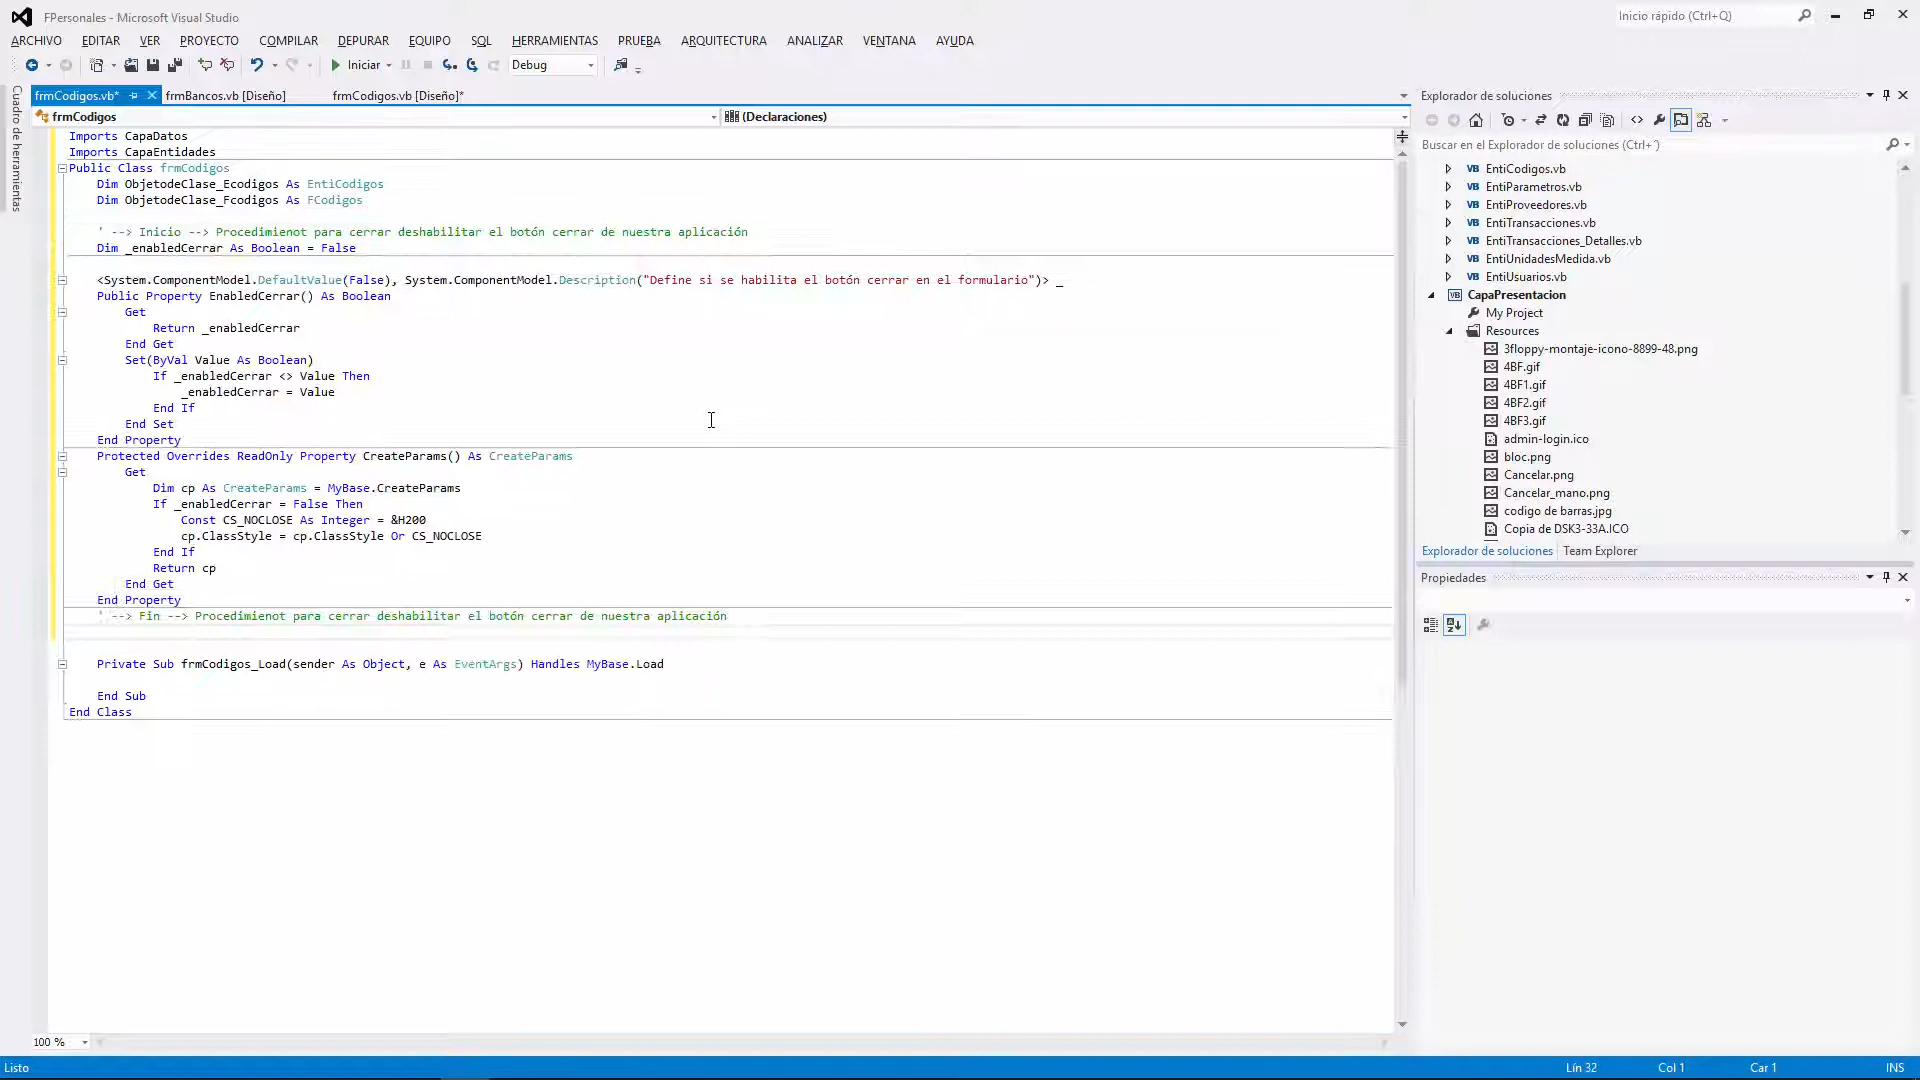 FPersonales - Microsoft Visual Studio
Inicio rápido (Ctrl+Q)
ARCHIVO EDITAR VER PROYECTO COMPILAR DEPURAR EQUIPO SQL HERRAMIENTAS PRUEBA ARQUITECTURA ANALIZAR VENTANA AYUDA
Iniciar Debug
Cuadro de herramientas
frmCodigos.vb* frmBancos.vb [Diseño] frmCodigos.vb [Diseño]*
frmCodigos (Declaraciones)
Imports CapaDatos
Imports CapaEntidades
Public Class frmCodigos
Dim ObjetodeClase_Ecodigos As EntiCodigos
Dim ObjetodeClase_Fcodigos As FCodigos
' --> Inicio --> Procedimienot para cerrar deshabilitar el botón cerrar de nuestra aplicación
Dim _enabledCerrar As Boolean = False
<System.ComponentModel.DefaultValue(False), System.ComponentModel.Description("Define si se habilita el botón cerrar en el formulario")> _
Public Property EnabledCerrar() As Boolean
Get
Return _enabledCerrar
End Get
Set(ByVal Value As Boolean)
If _enabledCerrar <> Value Then
_enabledCerrar = Value
End If
End Set
End Property
Protected Overrides ReadOnly Property CreateParams() As CreateParams
Get
Dim cp As CreateParams = MyBase.CreateParams
If _enabledCerrar = False Then
Const CS_NOCLOSE As Integer = &H200
cp.ClassStyle = cp.ClassStyle Or CS_NOCLOSE
End If
Return cp
End Get
End Property
' --> Fin --> Procedimienot para cerrar deshabilitar el botón cerrar de nuestra aplicación
Private Sub frmCodigos_Load(sender As Object, e As EventArgs) Handles MyBase.Load
End Sub
End Class
100 %
Explorador de soluciones
Buscar en el Explorador de soluciones (Ctrl+´)
EntiCodigos.vb
EntiParametros.vb
EntiProveedores.vb
EntiTransacciones.vb
EntiTransacciones_Detalles.vb
EntiUnidadesMedida.vb
EntiUsuarios.vb
CapaPresentacion
My Project
Resources
3floppy-montaje-icono-8899-48.png
4BF.gif
4BF1.gif
4BF2.gif
4BF3.gif
admin-login.ico
bloc.png
Cancelar.png
Cancelar_mano.png
codigo de barras.jpg
Copia de DSK3-33A.ICO
Explorador de soluciones Team Explorer
Propiedades
Listo Lín 32 Col 1 Car 1 INS